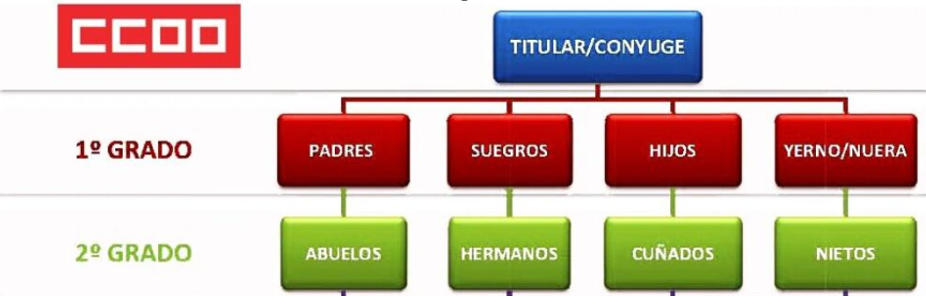 CCOO
TITULAR/CONYUGE
1º GRADO
PADRES
SUEGROS
HIJOS
YERNO/NUERA
2º GRADO
ABUELOS
HERMANOS
CUÑADOS
NIETOS